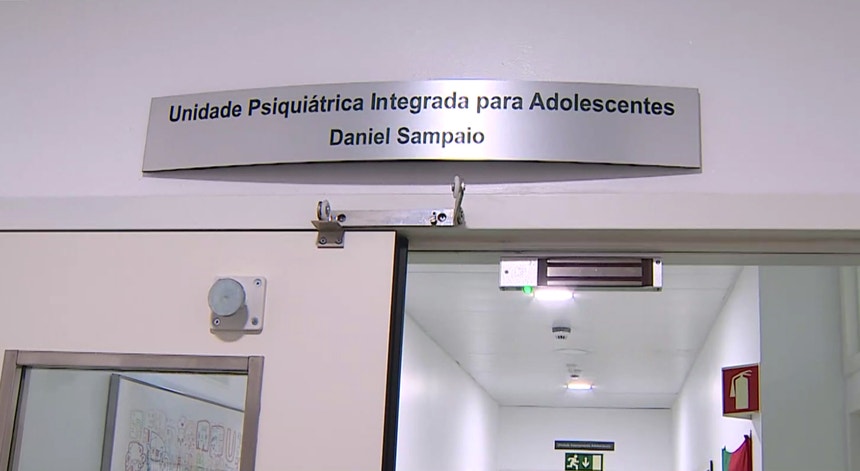 Unidade Psiquiátrica Integrada para Adolescentes
Daniel Sampaio